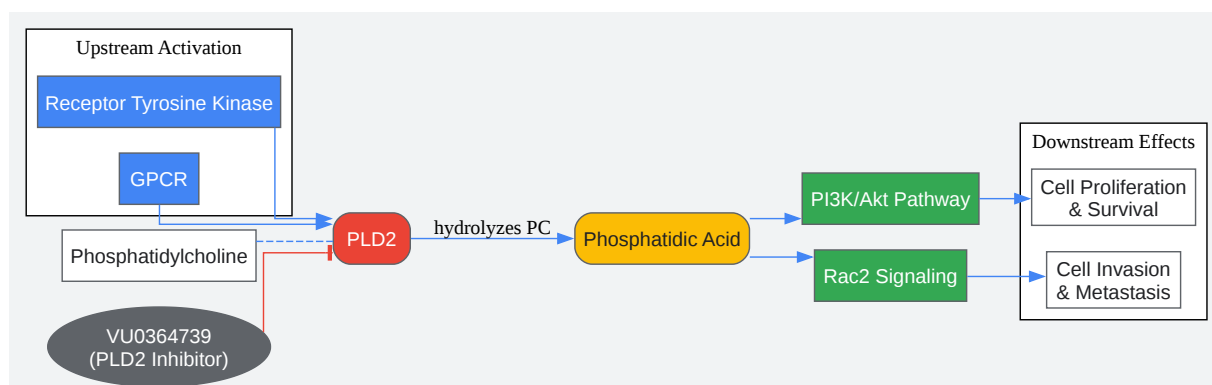 Upstream Activation
Receptor Tyrosine Kinase
GPCR
Phosphatidylcholine
VU0364739
(PLD2 Inhibitor)
PLD2
hydrolyzes PC
Phosphatidic Acid
PI3K/Akt Pathway
Rac2 Signaling
Downstream Effects
Cell Proliferation
& Survival
Cell Invasion
& Metastasis